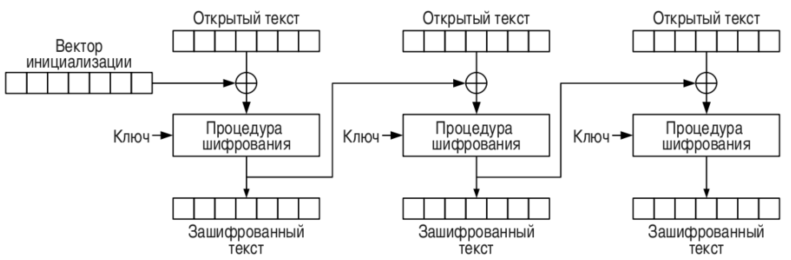 Открытый текст
Открытый текст
Открытый текст
Вектор
инициализации
Ключ
Процедура
шифрования
Ключ
Процедура
шифрования
Ключ
Процедура
шифрования
Зашифрованный
текст
Зашифрованный
текст
Зашифрованный
текст